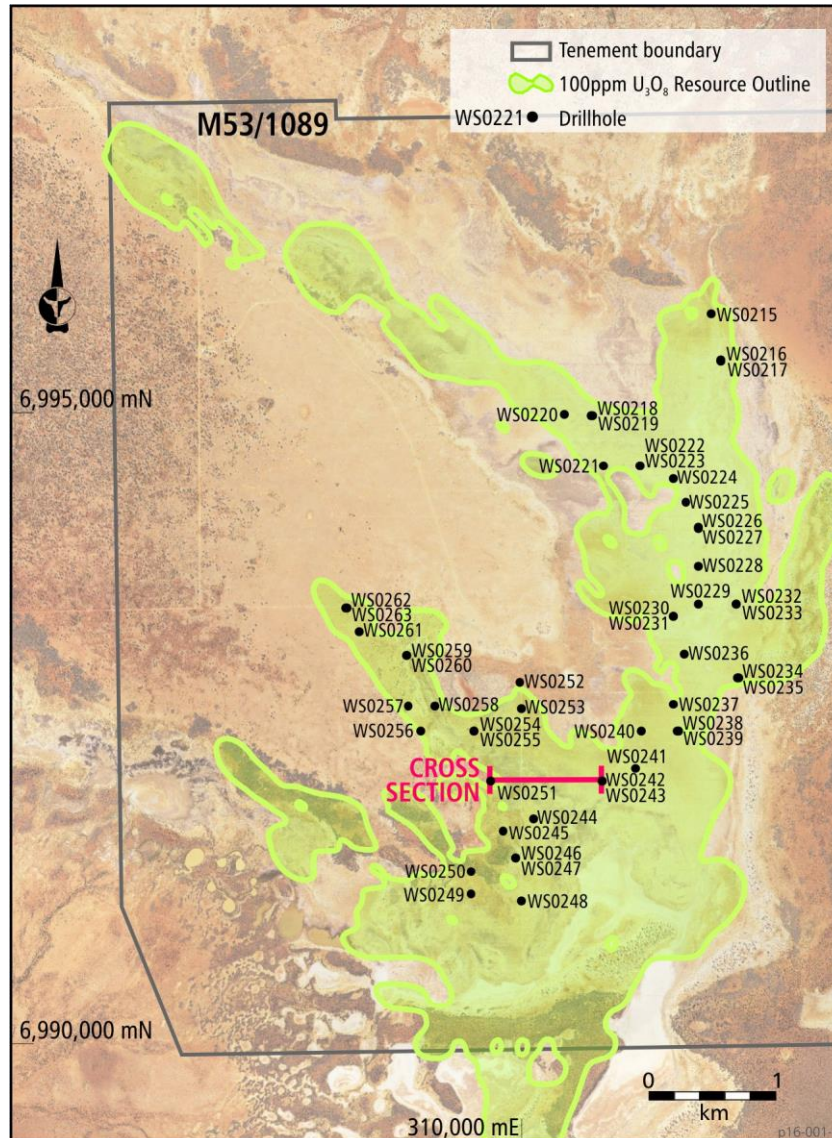 Tenement boundary
100ppm U₃O₈ Resource Outline
WS0221 Drillhole
M53/1089
WS0215
WS0216
WS0217
6,995,000 mN
WS0220
WS0218
WS0219
WS0222
WS0221
WS0223
WS0224
WS0225
WS0226
WS0227
WS0228
WS0229
WS0232
WS0262
WS0230
WS0233
WS0263
WS0231
WS0261
WS0259
WS0236
WS0260
WS0234
WS0252
WS0235
WS0257
WS0258
WS0253
WS0237
WS0256
WS0254
WS0240
WS0238
WS0255
WS0239
WS0241
CROSS
SECTION
WS0242
WS0251
WS0243
WS0244
WS0245
WS0246
WS0250
WS0247
WS0249
WS0248
6,990,000 mN
0 1
km
310,000 mE
p16-001